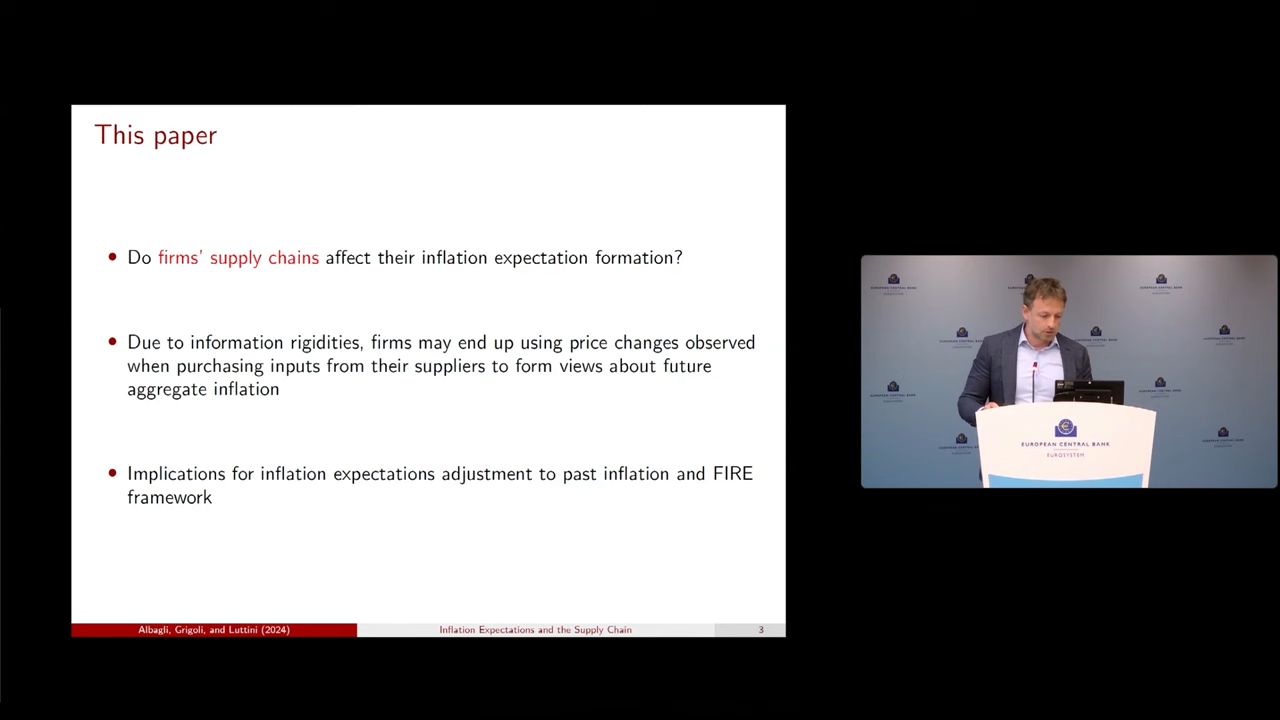 This paper
• Do firms' supply chains affect their inflation expectation formation?
• Due to information rigidities, firms may end up using price changes observed
when purchasing inputs from their suppliers to form views about future
aggregate inflation
• Implications for inflation expectations adjustment to past inflation and FIRE
framework
Albagli, Grigoli, and Luttini (2024)
Inflation Expectations and the Supply Chain
3
EUROPEAN CENTRAL BANK
EUROSYSTEM